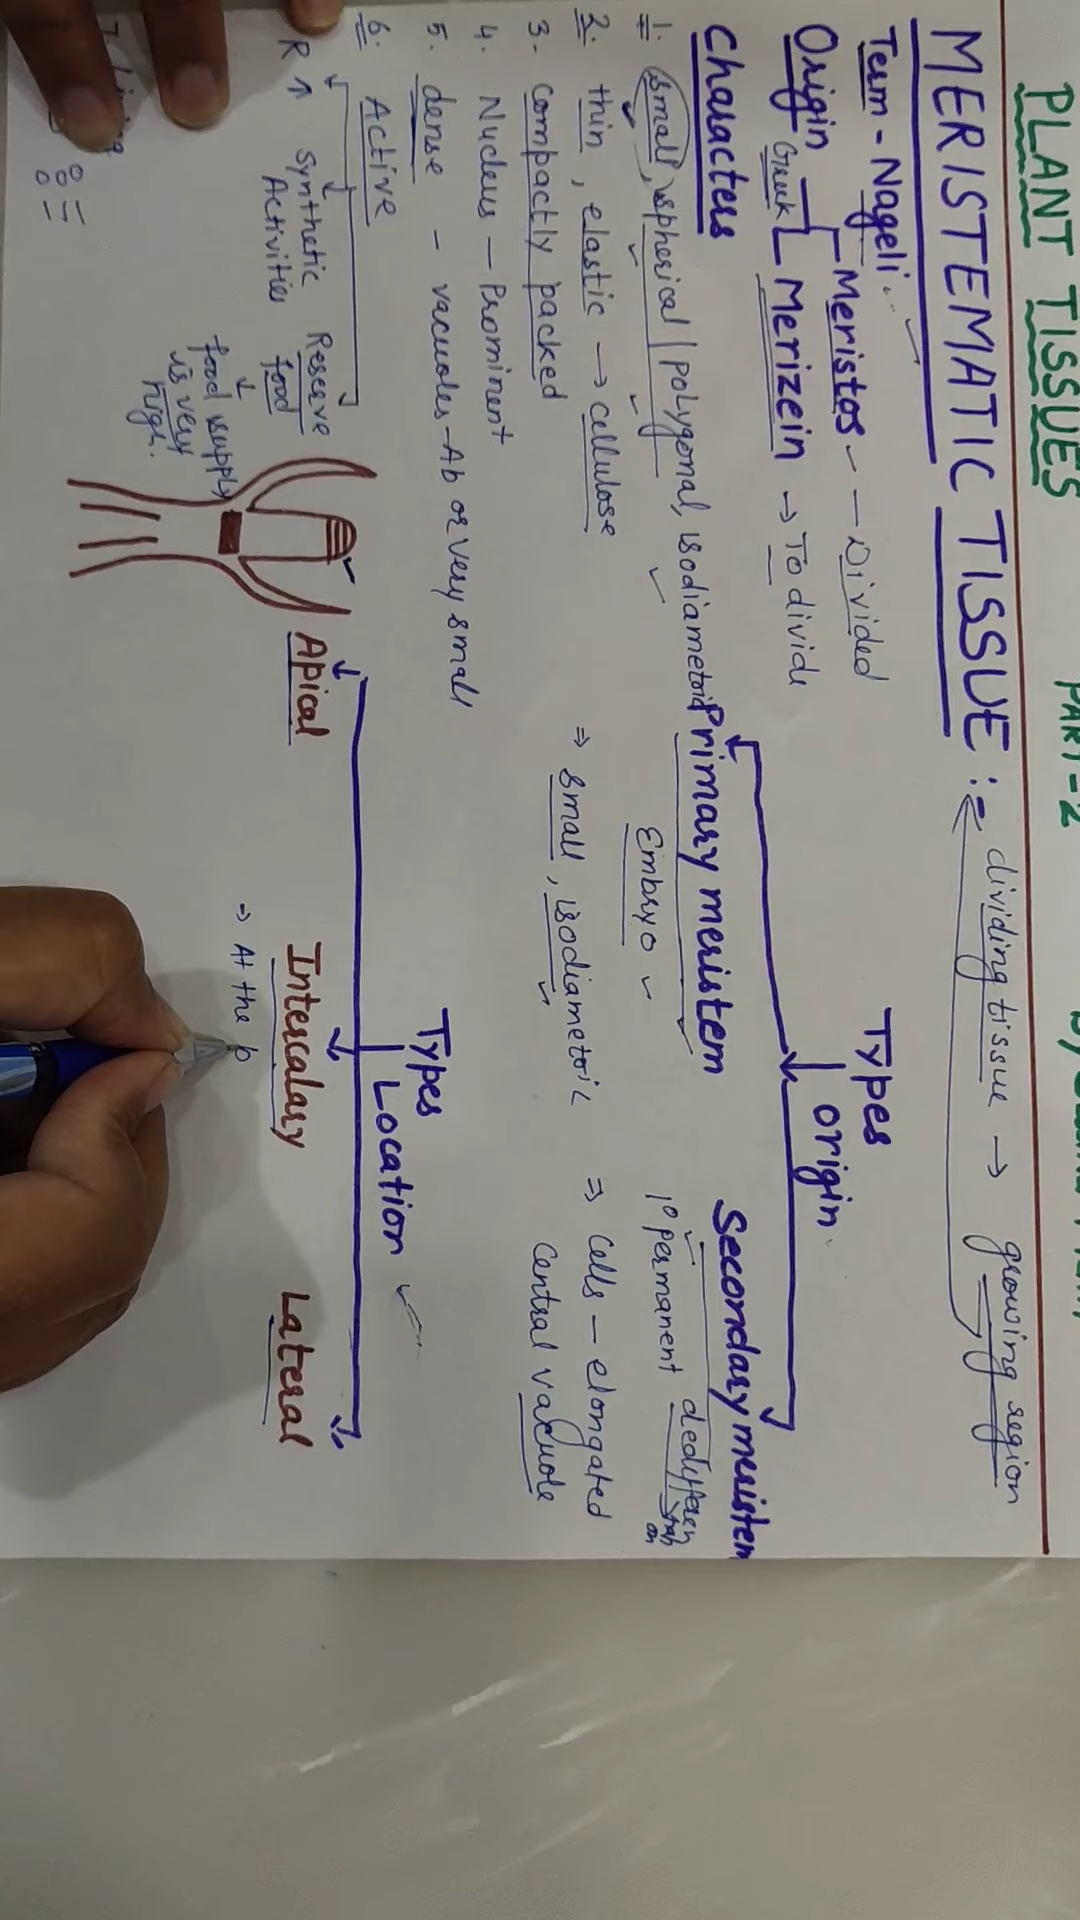 PLANT TISSUES PART-2
MERISTEMATIC TISSUE :- dividing tissue → growing region
Term - Nageli
Origin Meristos - Divided
Greek Merizein → To divide
Characters
1. small, spherical / polygonal, isodiametric
2. thin, elastic → cellulose
3. compactly packed
4. Nucleus - Prominent
5. dense - vacuoles - Ab or very small
6. Active
R ↑ Synthetic Activities
Reserve food
↓
food supply
is very
high.
7. Living
Types
origin
Primary meristem
Embryo
⇒ small, isodiametric
Secondary meristem
1° permanent dedifferentiation
⇒ Cells - elongated
Central vacuole
Types
Location
Apical
Intercalary
→ At the b
Lateral